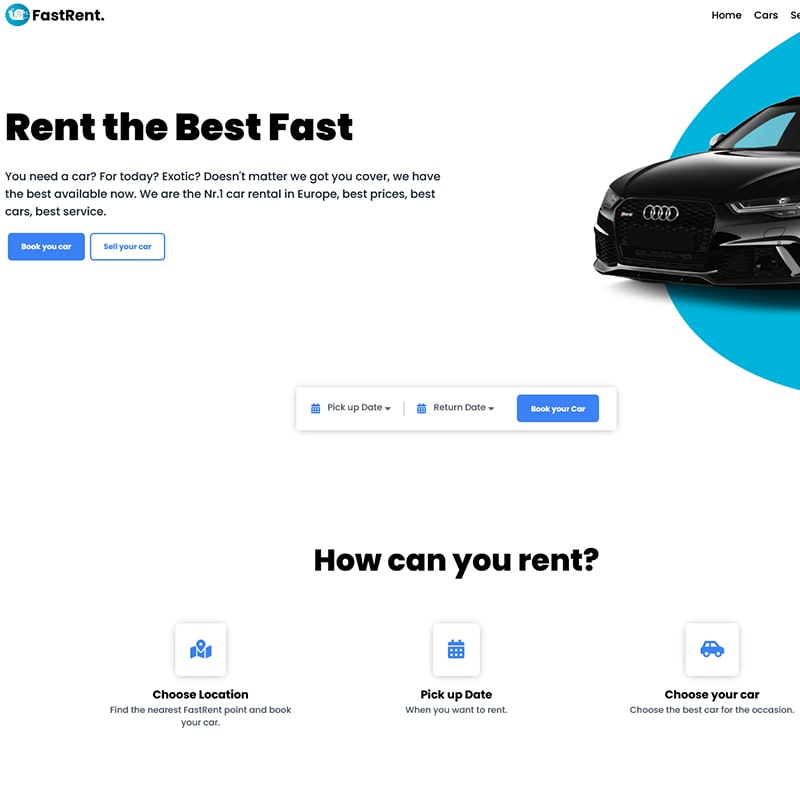 FastRent.
Home Cars
Rent the Best Fast
You need a car? For today? Exotic? Doesn't matter we got you cover, we have
the best available now. We are the Nr.1 car rental in Europe, best prices, best
cars, best service.
Book you car Sell your car
quattro
Pick up Date Return Date Book your Car
How can you rent?
Choose Location
Find the nearest FastRent point and book
your car.
Pick up Date
When you want to rent.
Choose your car
Choose the best car for the occasion.